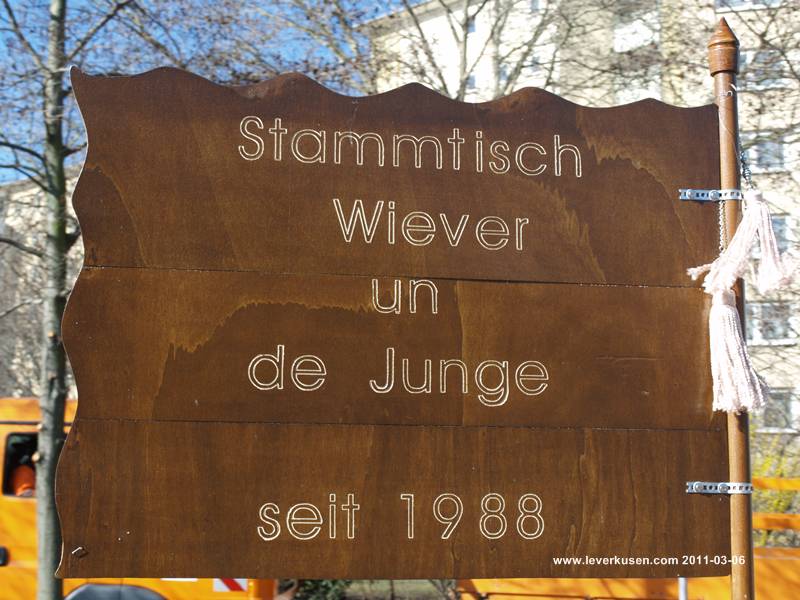 Stammtisch
Wiever
un
de Junge
seit 1988
www.leverkusen.com 2011-03-06